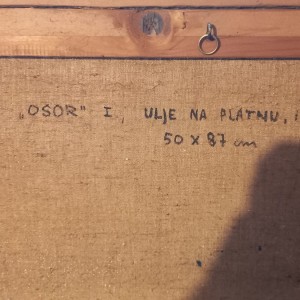 „OSOR" I, ULJE NA PLATNU,
50 x 87 cm